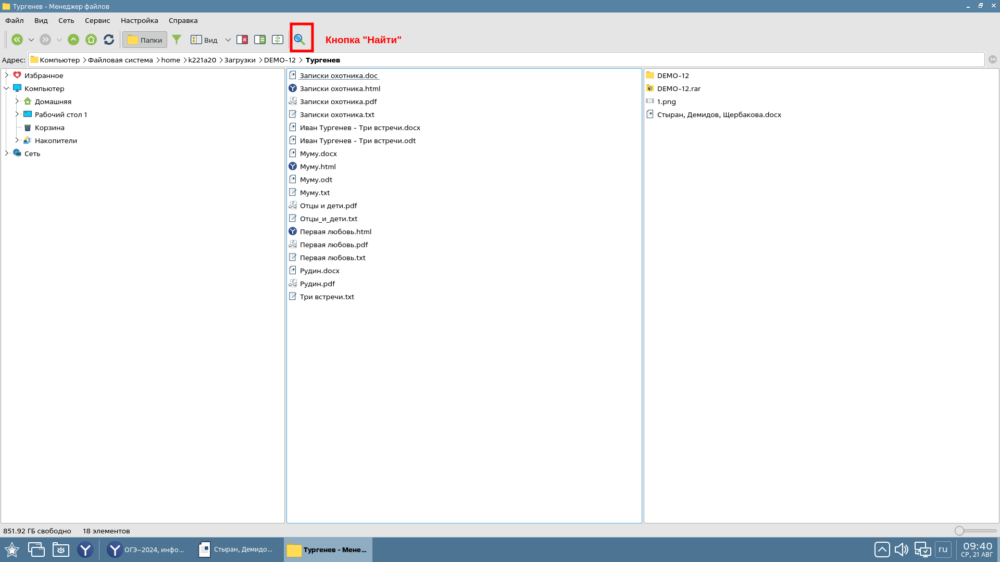 Тургенев - Менеджер файлов
Файл Вид Сеть Сервис Настройка Справка
Папки Вид Кнопка "Найти"
Адрес: Компьютер Файловая система home k221a20 Загрузки DEMO-12 Тургенев
Избранное
Компьютер
Домашняя
Рабочий стол 1
Корзина
Накопители
Сеть
Записки охотника.doc
Записки охотника.html
Записки охотника.pdf
Записки охотника.txt
Иван Тургенев - Три встречи.docx
Иван Тургенев - Три встречи.odt
Муму.docx
Муму.html
Муму.odt
Муму.txt
Отцы и дети.pdf
Отцы_и_дети.txt
Первая любовь.html
Первая любовь.pdf
Первая любовь.txt
Рудин.docx
Рудин.pdf
Три встречи.txt
DEMO-12
DEMO-12.rar
1.png
Стыран, Демидов, Щербакова.docx
851.92 ГБ свободно 18 элементов
ОГЭ–2024, инфо... Стыран, Демидо... Тургенев - Мене... ru 09:40
СР, 21 АВГ